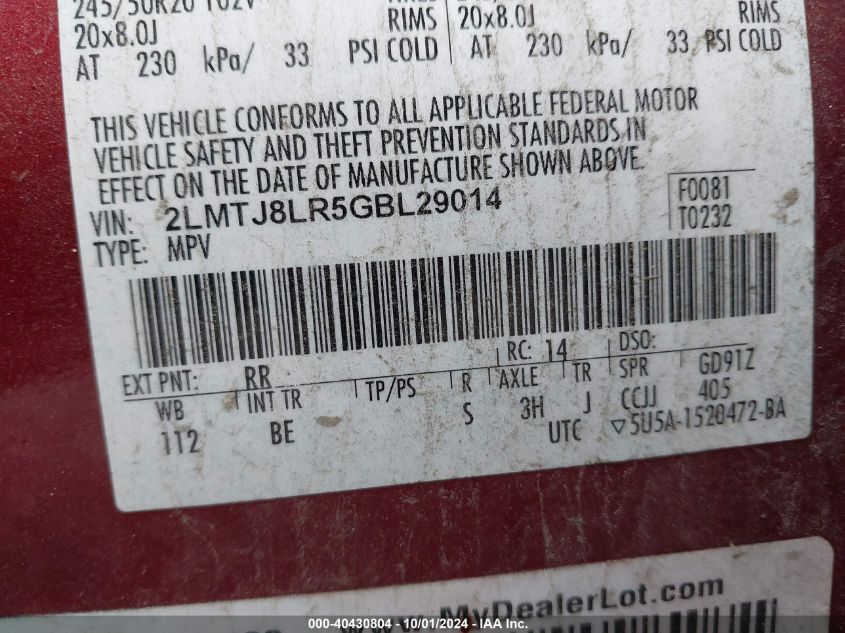 245/50R20 102V
20x8.0J RIMS 20x8.0J RIMS
AT 230 kPa/ 33 PSI COLD AT 230 kPa/ 33 PSI COLD
THIS VEHICLE CONFORMS TO ALL APPLICABLE FEDERAL MOTOR
VEHICLE SAFETY AND THEFT PREVENTION STANDARDS IN
EFFECT ON THE DATE OF MANUFACTURE SHOWN ABOVE.
VIN: 2LMTJ8LR5GBL29014
F0081
TYPE: MPV
T0232
RC: 14 DSO:
EXT PNT: RR
WB INT TR TP/PS R AXLE TR SPR GD91Z
112 BE S 3H J CCJJ 405
UTC ▽5U5A-1520472-BA
MyDealerLot.com
000-40430804 - 10/01/2024 - IAA Inc.